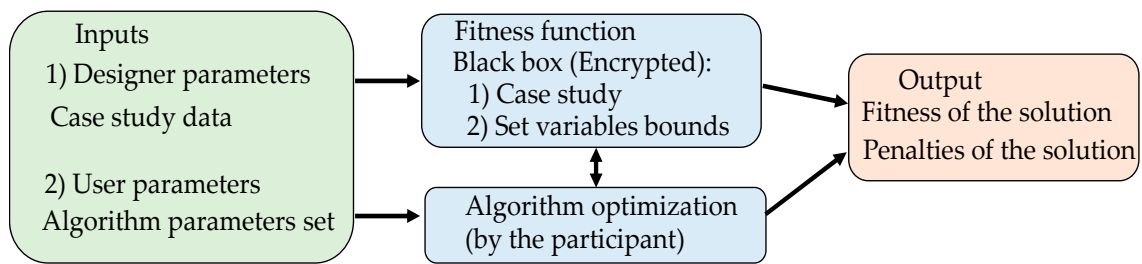 Inputs
1) Designer parameters
Case study data
2) User parameters
Algorithm parameters set
Fitness function
Black box (Encrypted):
1) Case study
2) Set variables bounds
Algorithm optimization
(by the participant)
Output
Fitness of the solution
Penalties of the solution